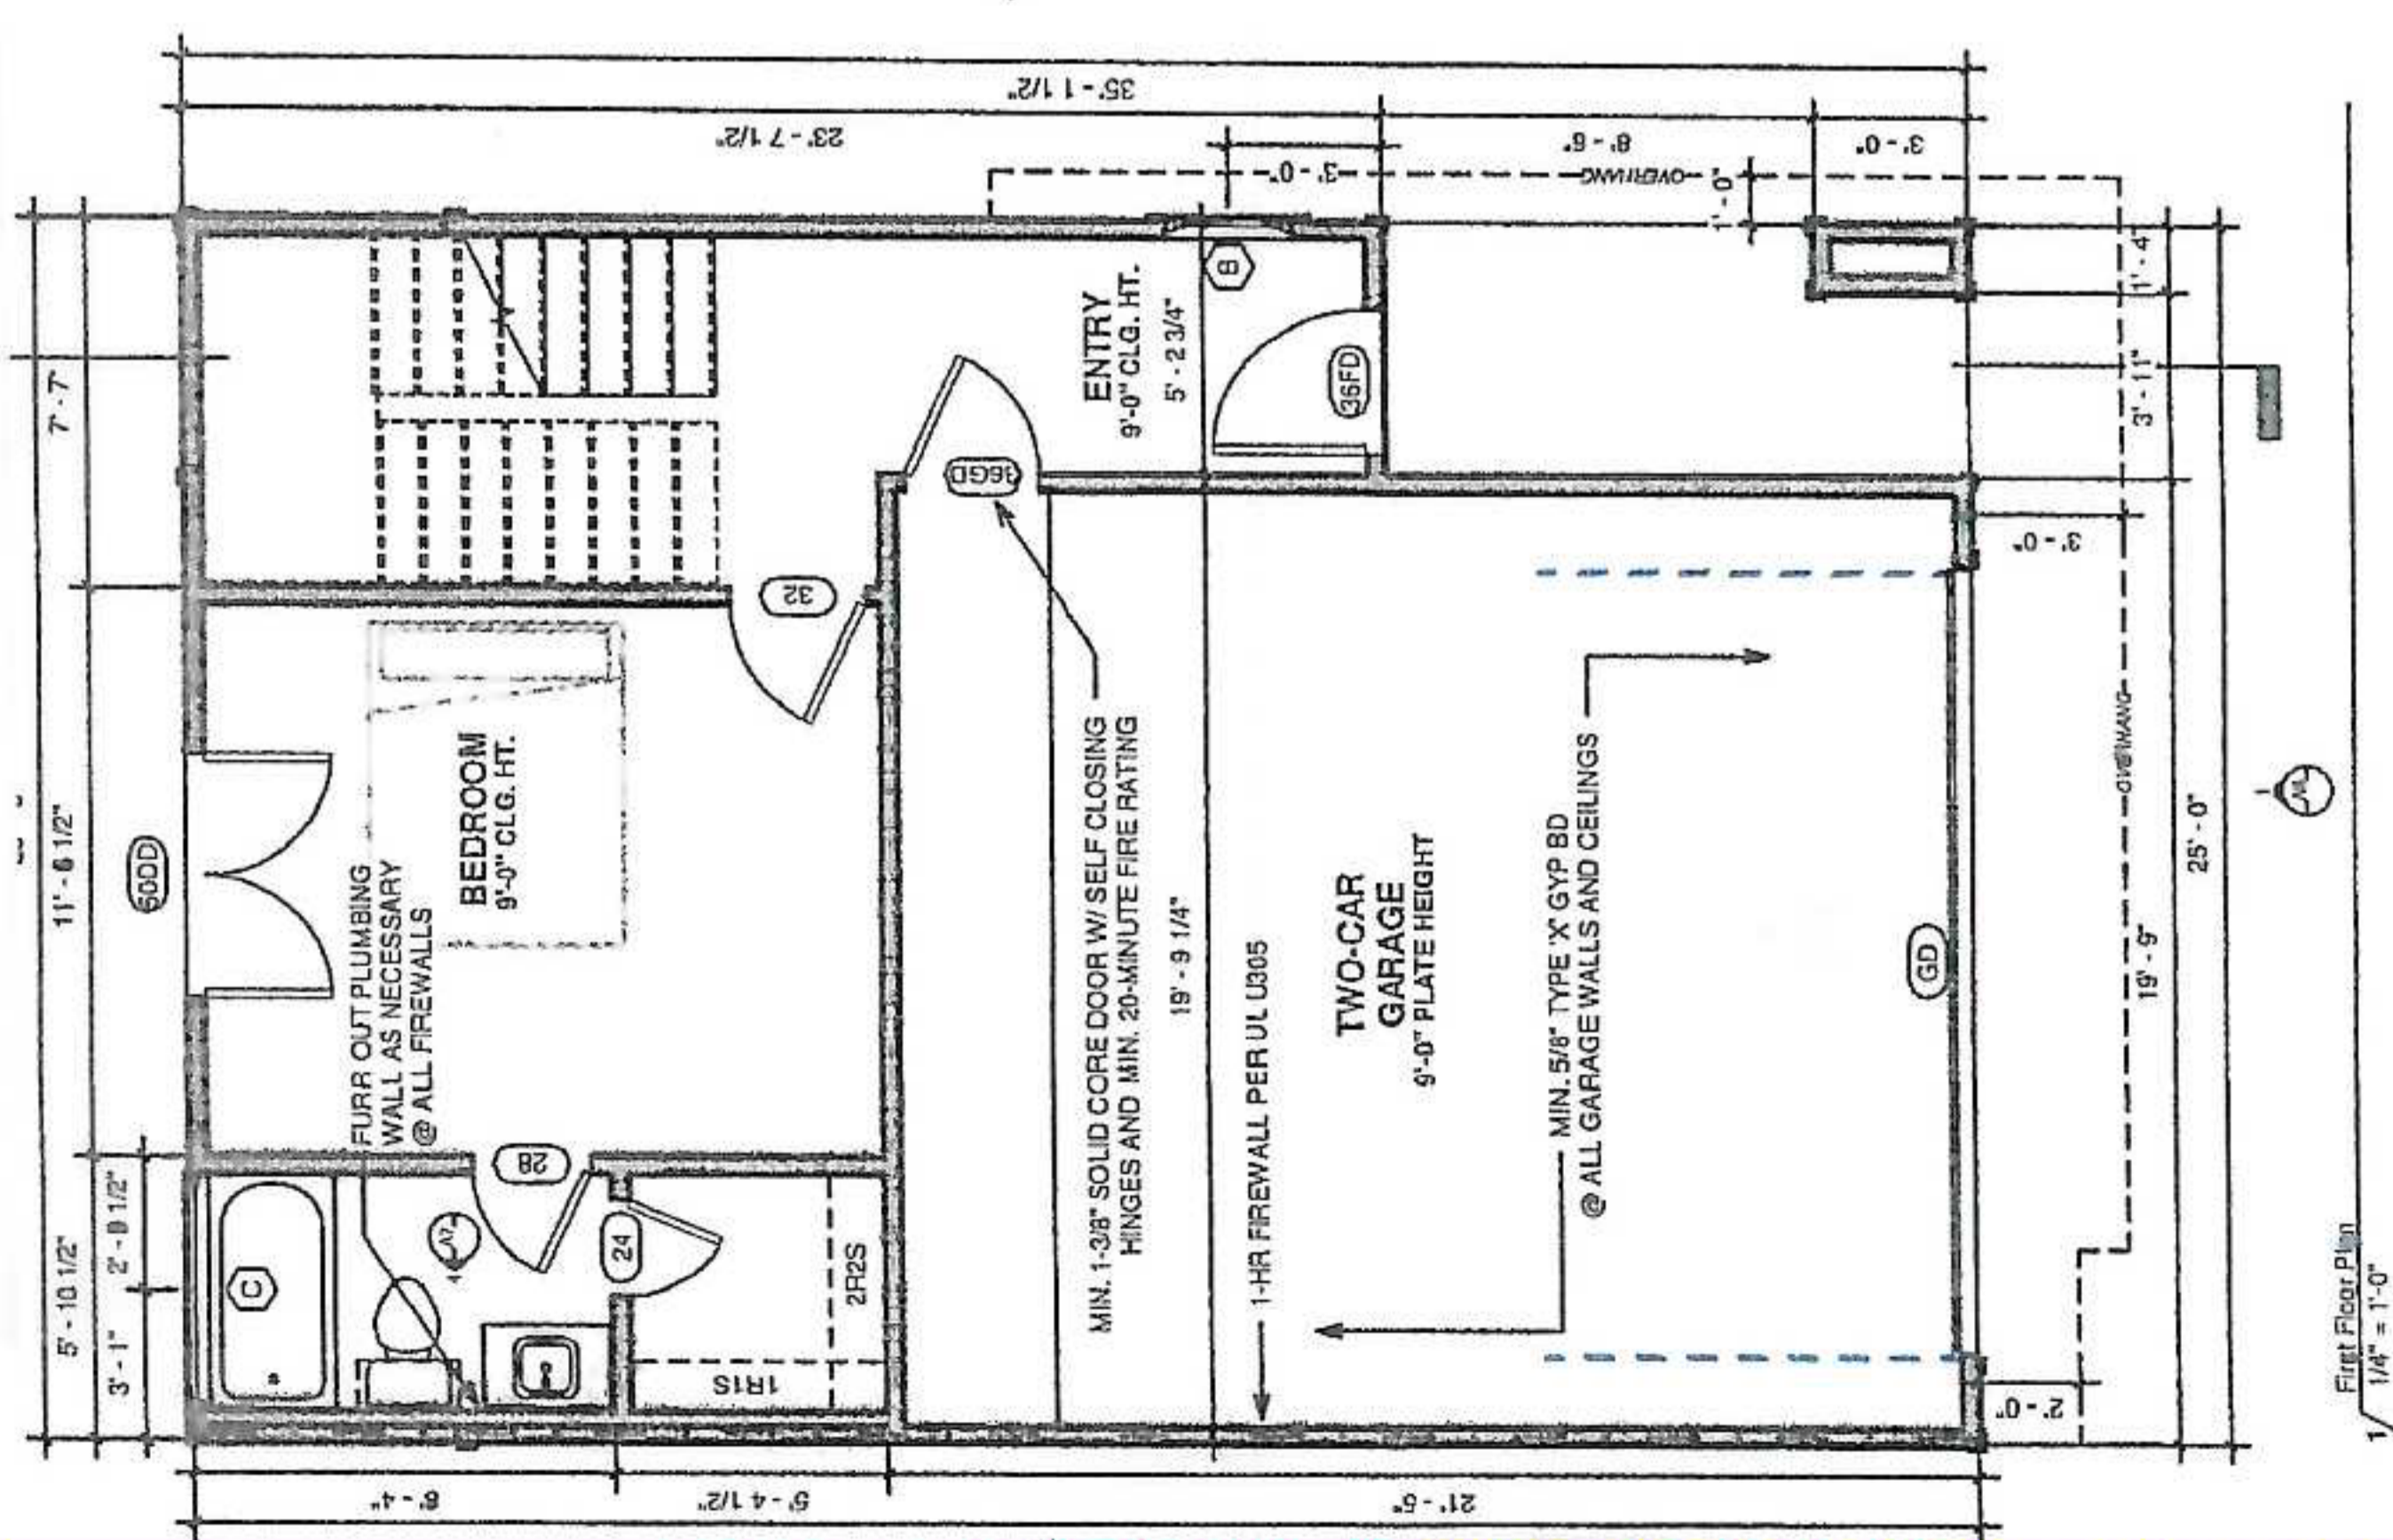 35'- 1 1/2"
23'- 7 1/2"
3'- 0"
8'- 6"
3'- 0"
OVERHANG
1'- 0"
7'- 7"
11'- 6 1/2"
5'- 10 1/2"
3'- 1"
60DD
FURR OUT PLUMBING
WALL AS NECESSARY
@ ALL FIREWALLS
BEDROOM
9'-0" CLG. HT.
32
28
24
C
A7
4
2R2S
1R1S
ENTRY
9'-0" CLG. HT.
5'- 2 3/4"
B
36FD
36GD
MIN. 1-3/8" SOLID CORE DOOR W/ SELF CLOSING
HINGES AND MIN. 20-MINUTE FIRE RATING
19'- 9 1/4"
1-HR FIREWALL PER UL U305
TWO-CAR
GARAGE
9'-0" PLATE HEIGHT
MIN. 5/8" TYPE 'X' GYP BD
@ ALL GARAGE WALLS AND CEILINGS
GD
1'- 4"
3'- 11"
3'- 0"
OVERHANG
19'- 9"
25'- 0"
2'- 0"
8'- 4"
5'- 4 1/2"
21'- 5"
1
First Floor Plan
1/4" = 1'-0"
1/